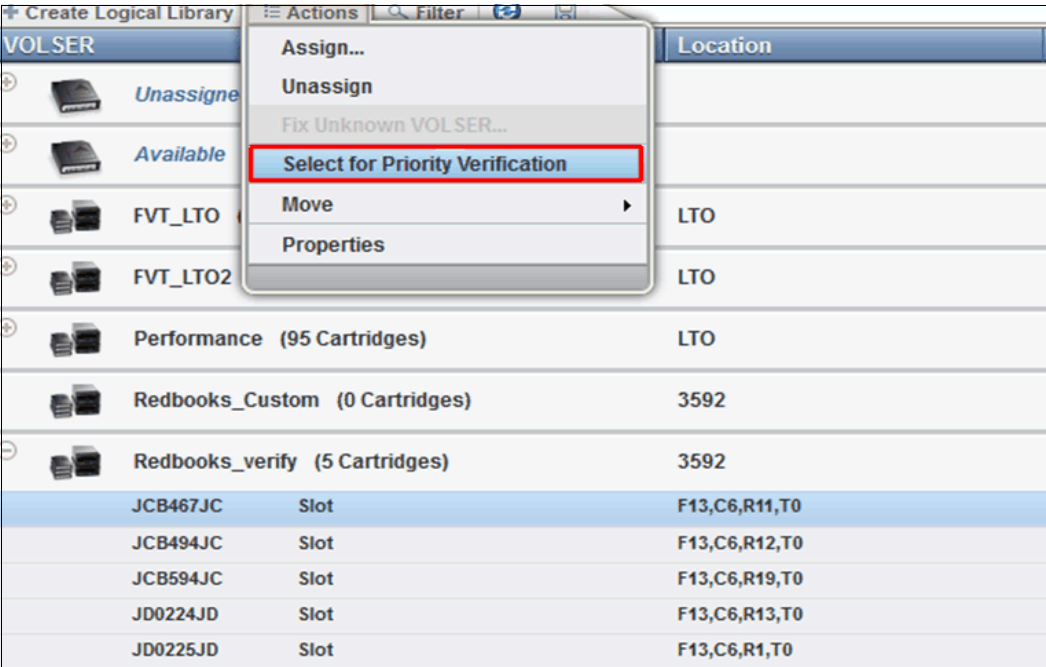 Create Logical Library Actions Filter
VOLSER Location
Assign...
Unassign
Unassigne
Fix Unknown VOLSER...
Available
Select for Priority Verification
FVT_LTO LTO
Move
Properties
FVT_LTO2 LTO
Performance (95 Cartridges) LTO
Redbooks_Custom (0 Cartridges) 3592
Redbooks_verify (5 Cartridges) 3592
JCB467JC Slot F13,C6,R11,T0
JCB494JC Slot F13,C6,R12,T0
JCB594JC Slot F13,C6,R19,T0
JD0224JD Slot F13,C6,R13,T0
JD0225JD Slot F13,C6,R1,T0